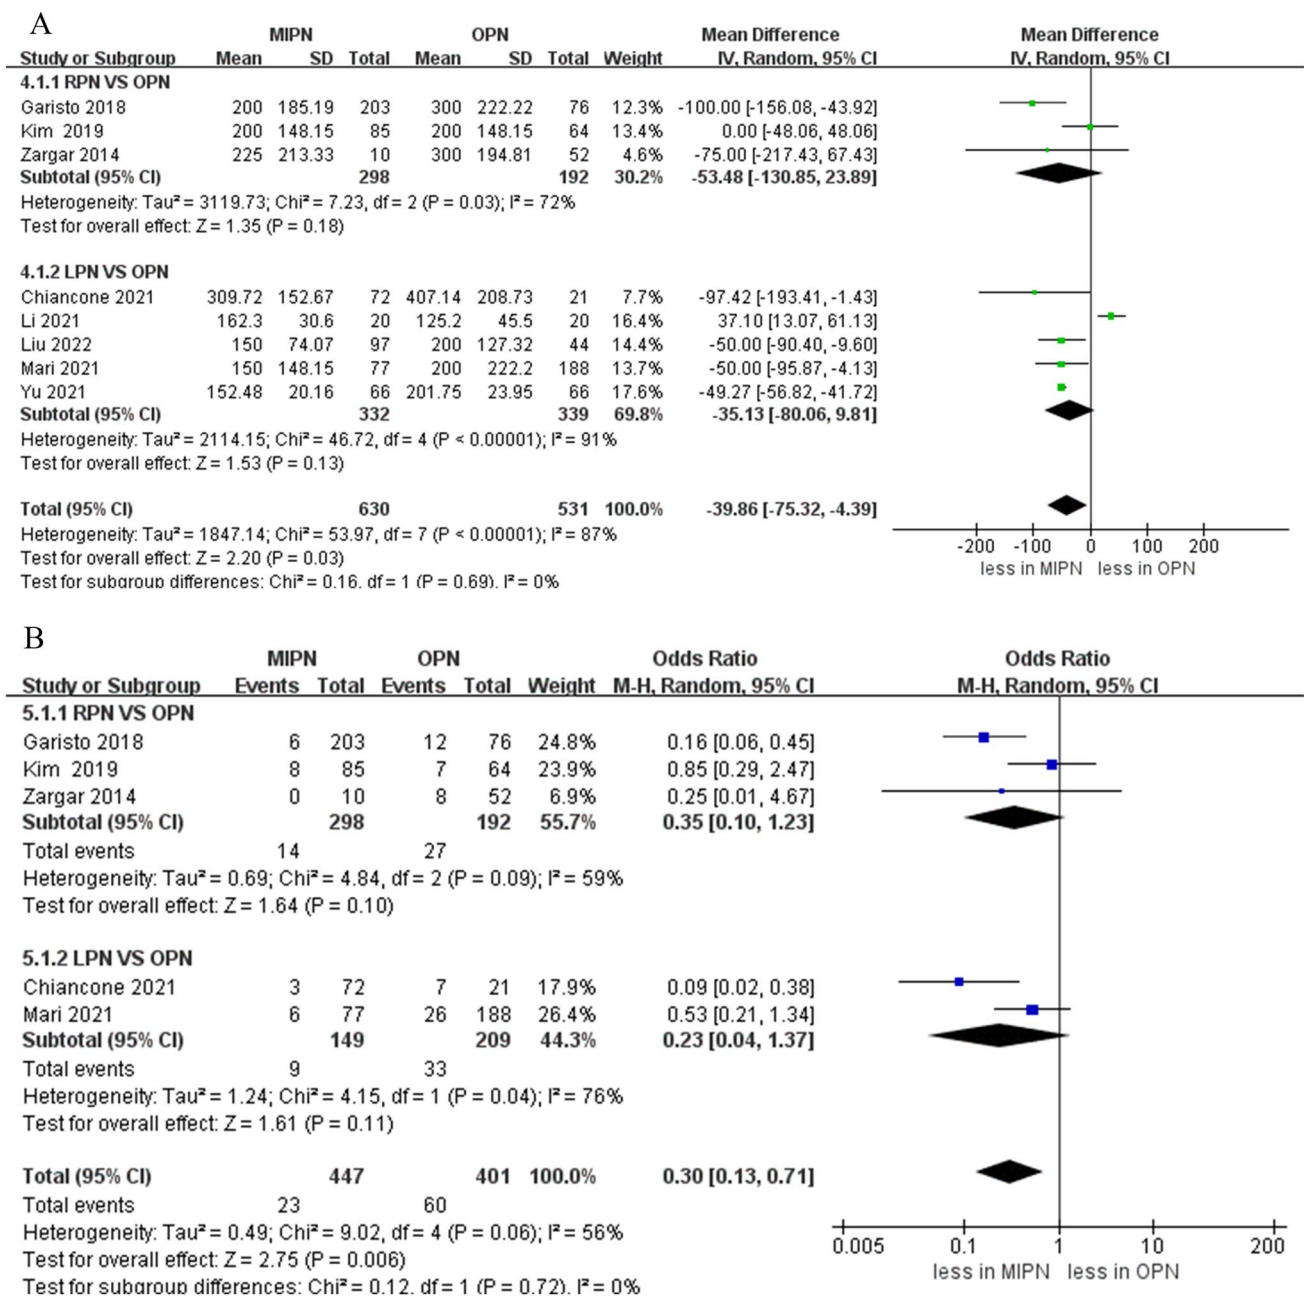 A
MIPN OPN Mean Difference Mean Difference
Study or Subgroup Mean SD Total Mean SD Total Weight IV, Random, 95% CI IV, Random, 95% CI
4.1.1 RPN VS OPN
Garisto 2018 200 185.19 203 300 222.22 76 12.3% -100.00 [-156.08, -43.92]
Kim 2019 200 148.15 85 200 148.15 64 13.4% 0.00 [-48.06, 48.06]
Zargar 2014 225 213.33 10 300 194.81 52 4.6% -75.00 [-217.43, 67.43]
Subtotal (95% CI) 298 192 30.2% -53.48 [-130.85, 23.89]
Heterogeneity: Tau² = 3119.73; Chi² = 7.23, df = 2 (P = 0.03); I² = 72%
Test for overall effect: Z = 1.35 (P = 0.18)
4.1.2 LPN VS OPN
Chiancone 2021 309.72 152.67 72 407.14 208.73 21 7.7% -97.42 [-193.41, -1.43]
Li 2021 162.3 30.6 20 125.2 45.5 20 16.4% 37.10 [13.07, 61.13]
Liu 2022 150 74.07 97 200 127.32 44 14.4% -50.00 [-90.40, -9.60]
Mari 2021 150 148.15 77 200 222.2 188 13.7% -50.00 [-95.87, -4.13]
Yu 2021 152.48 20.16 66 201.75 23.95 66 17.6% -49.27 [-56.82, -41.72]
Subtotal (95% CI) 332 339 69.8% -35.13 [-80.06, 9.81]
Heterogeneity: Tau² = 2114.15; Chi² = 46.72, df = 4 (P < 0.00001); I² = 91%
Test for overall effect: Z = 1.53 (P = 0.13)
Total (95% CI) 630 531 100.0% -39.86 [-75.32, -4.39]
Heterogeneity: Tau² = 1847.14; Chi² = 53.97, df = 7 (P < 0.00001); I² = 87%
Test for overall effect: Z = 2.20 (P = 0.03)
Test for subgroup differences: Chi² = 0.16, df = 1 (P = 0.69), I² = 0%
-200 -100 0 100 200
less in MIPN less in OPN
B
MIPN OPN Odds Ratio Odds Ratio
Study or Subgroup Events Total Events Total Weight M-H, Random, 95% CI M-H, Random, 95% CI
5.1.1 RPN VS OPN
Garisto 2018 6 203 12 76 24.8% 0.16 [0.06, 0.45]
Kim 2019 8 85 7 64 23.9% 0.85 [0.29, 2.47]
Zargar 2014 0 10 8 52 6.9% 0.25 [0.01, 4.67]
Subtotal (95% CI) 298 192 55.7% 0.35 [0.10, 1.23]
Total events 14 27
Heterogeneity: Tau² = 0.69; Chi² = 4.84, df = 2 (P = 0.09); I² = 59%
Test for overall effect: Z = 1.64 (P = 0.10)
5.1.2 LPN VS OPN
Chiancone 2021 3 72 7 21 17.9% 0.09 [0.02, 0.38]
Mari 2021 6 77 26 188 26.4% 0.53 [0.21, 1.34]
Subtotal (95% CI) 149 209 44.3% 0.23 [0.04, 1.37]
Total events 9 33
Heterogeneity: Tau² = 1.24; Chi² = 4.15, df = 1 (P = 0.04); I² = 76%
Test for overall effect: Z = 1.61 (P = 0.11)
Total (95% CI) 447 401 100.0% 0.30 [0.13, 0.71]
Total events 23 60
Heterogeneity: Tau² = 0.49; Chi² = 9.02, df = 4 (P = 0.06); I² = 56%
Test for overall effect: Z = 2.75 (P = 0.006)
Test for subgroup differences: Chi² = 0.12, df = 1 (P = 0.72), I² = 0%
0.005 0.1 1 10 200
less in MIPN less in OPN